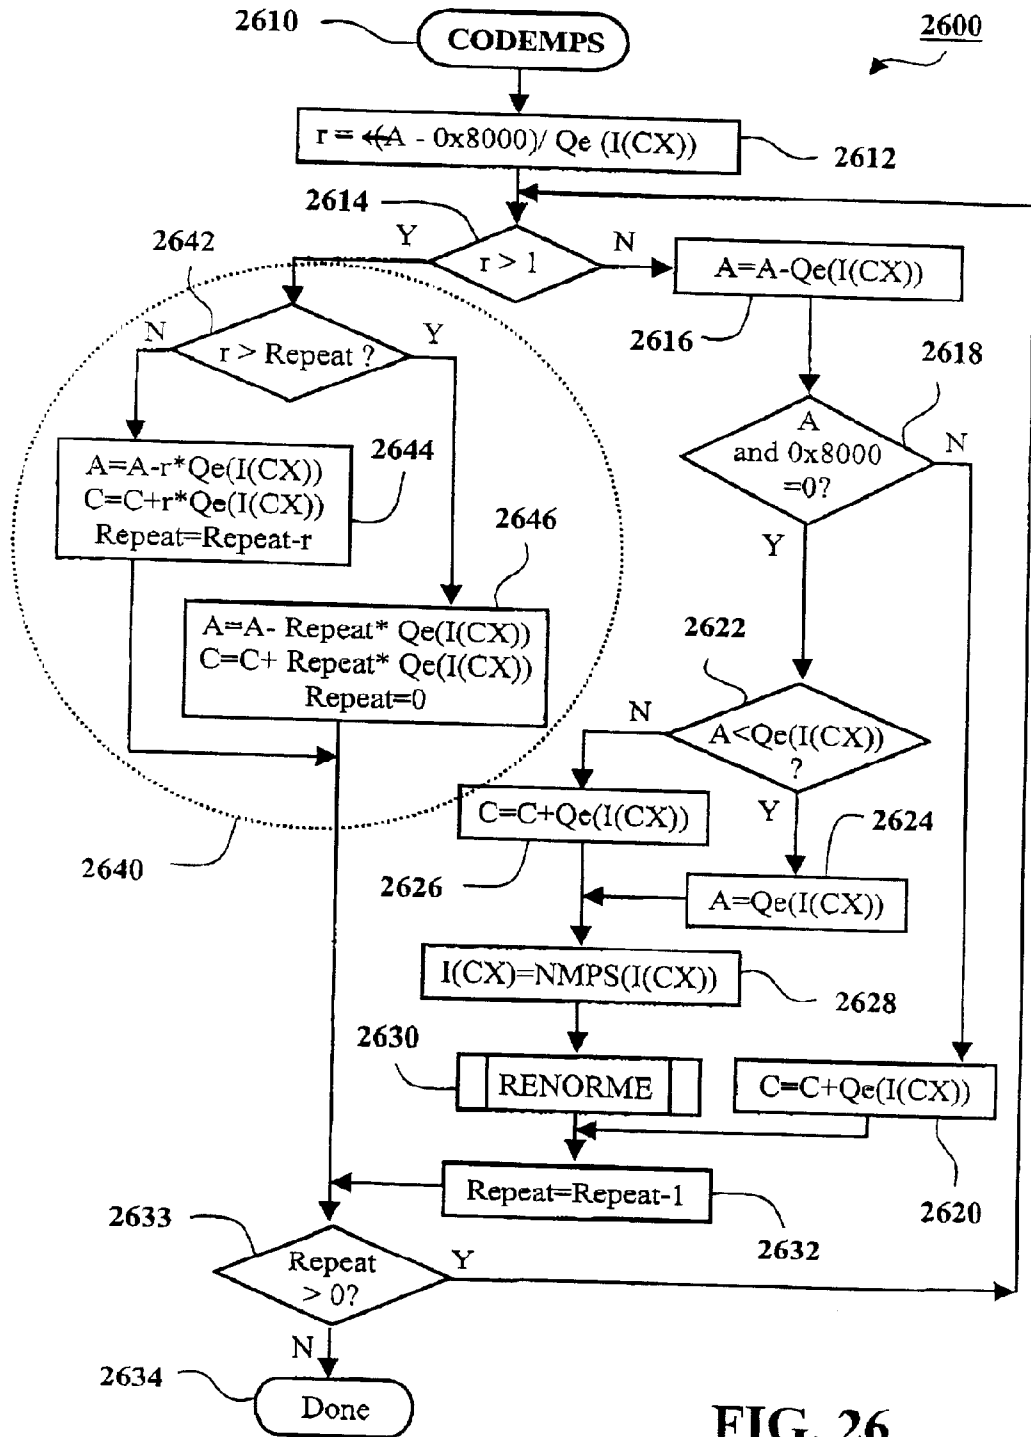 2610
CODEMPS
2600
r = ((A - 0x8000)/ Qe (I(CX))
2612
2614
2642
Y
r > 1
N
A=A-Qe(I(CX))
2616
N
r > Repeat ?
Y
2618
A
and 0x8000
=0?
N
Y
A=A-r*Qe(I(CX))
C=C+r*Qe(I(CX))
Repeat=Repeat-r
2644
2646
A=A- Repeat* Qe(I(CX))
C=C+ Repeat* Qe(I(CX))
Repeat=0
2622
N
A<Qe(I(CX))
?
Y
C=C+Qe(I(CX))
2624
2640
2626
A=Qe(I(CX))
I(CX)=NMPS(I(CX))
2628
2630
RENORME
C=C+Qe(I(CX))
Repeat=Repeat-1
2620
2633
2632
Repeat
> 0?
Y
N
2634
Done
FIG. 26